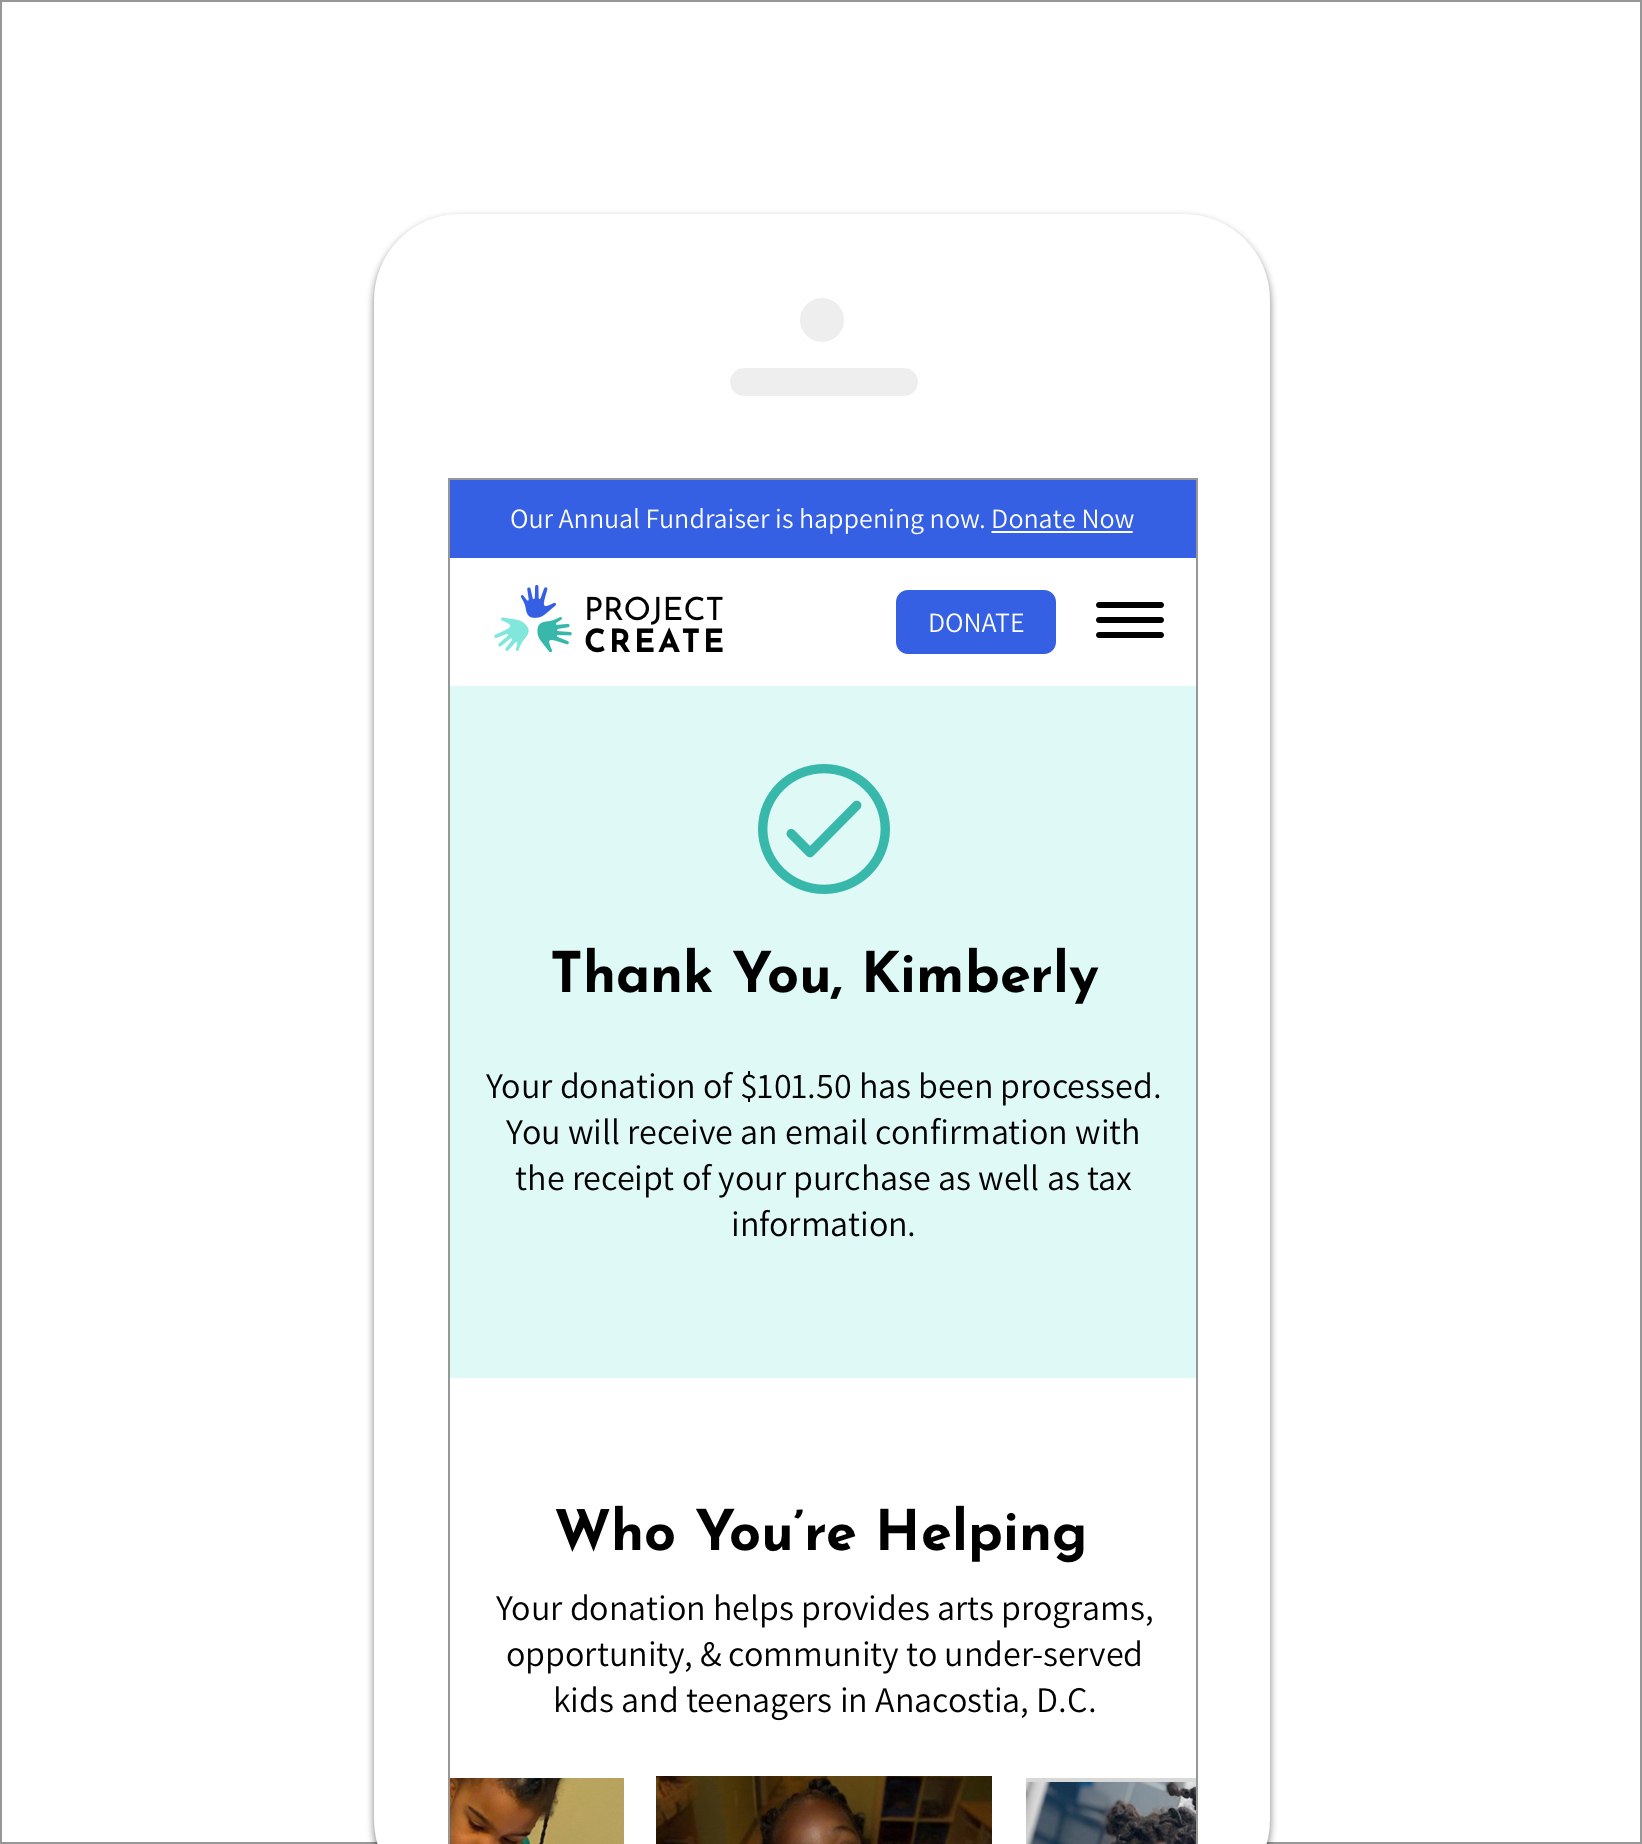 Our Annual Fundraiser is happening now. Donate Now
PROJECT
CREATE
DONATE
Thank You, Kimberly
Your donation of $101.50 has been processed.
You will receive an email confirmation with
the receipt of your purchase as well as tax
information.
Who You’re Helping
Your donation helps provides arts programs,
opportunity, & community to under-served
kids and teenagers in Anacostia, D.C.